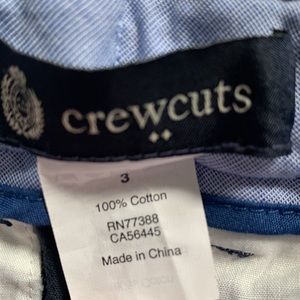 crewcuts
3
100% Cotton
RN77388
CA56445
Made in China